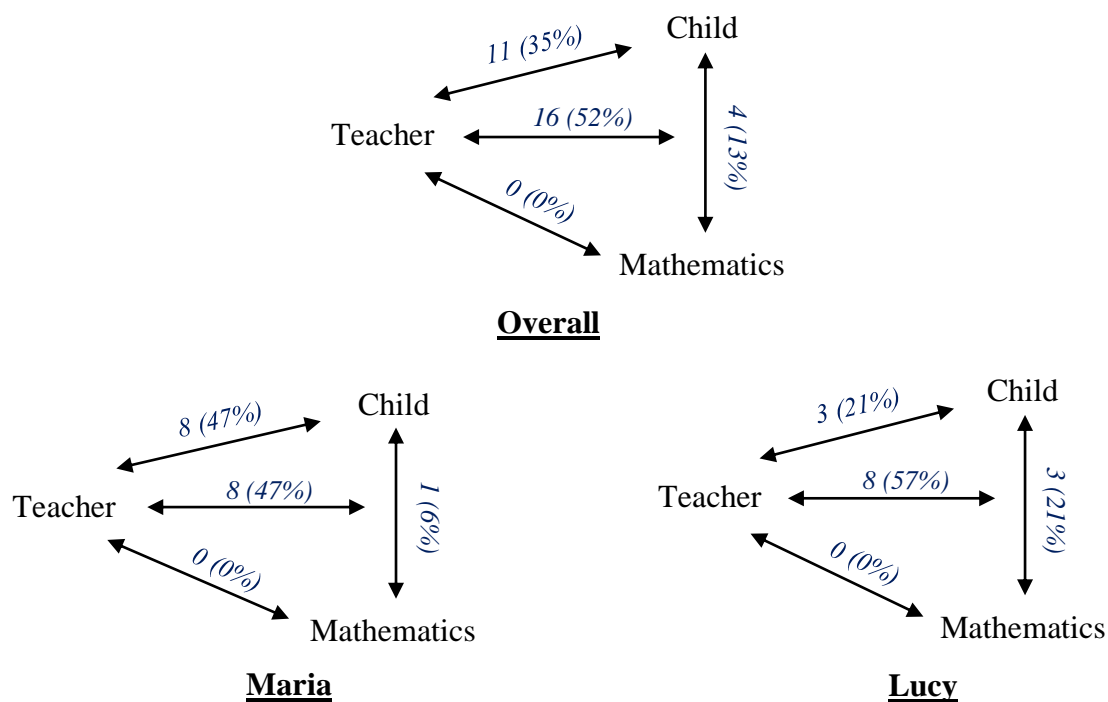 Child
11 (35%)
Teacher
16 (52%)
4 (13%)
0 (0%)
Mathematics
Overall
Child
8 (47%)
Teacher
8 (47%)
1 (6%)
0 (0%)
Mathematics
Maria
Child
3 (21%)
Teacher
8 (57%)
3 (21%)
0 (0%)
Mathematics
Lucy